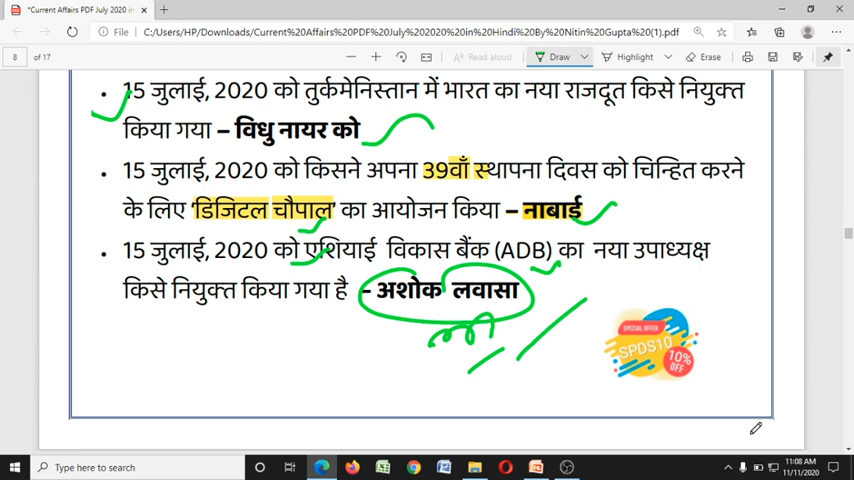 *Current Affairs PDF July 2020 in
File
C:/Users/HP/Downloads/Current%20Affairs%20PDF%20July%202020%20in%20Hindi%20By%20Nitin%20Gupta%20(1).pdf
8 of 17
Read aloud
Draw
Highlight
Erase
15 जुलाई, 2020 को तुर्कमेनिस्तान में भारत का नया राजदूत किसे नियुक्त
किया गया – विधु नायर को
15 जुलाई, 2020 को किसने अपना 39वाँ स्थापना दिवस को चिन्हित करने
के लिए 'डिजिटल चौपाल' का आयोजन किया – नाबार्ड
15 जुलाई, 2020 को एशियाई विकास बैंक (ADB) का नया उपाध्यक्ष
किसे नियुक्त किया गया है – अशोक लवासा
SPECIAL OFFER
SPDS10
10%
OFF
Type here to search
11:08 AM
11/11/2020